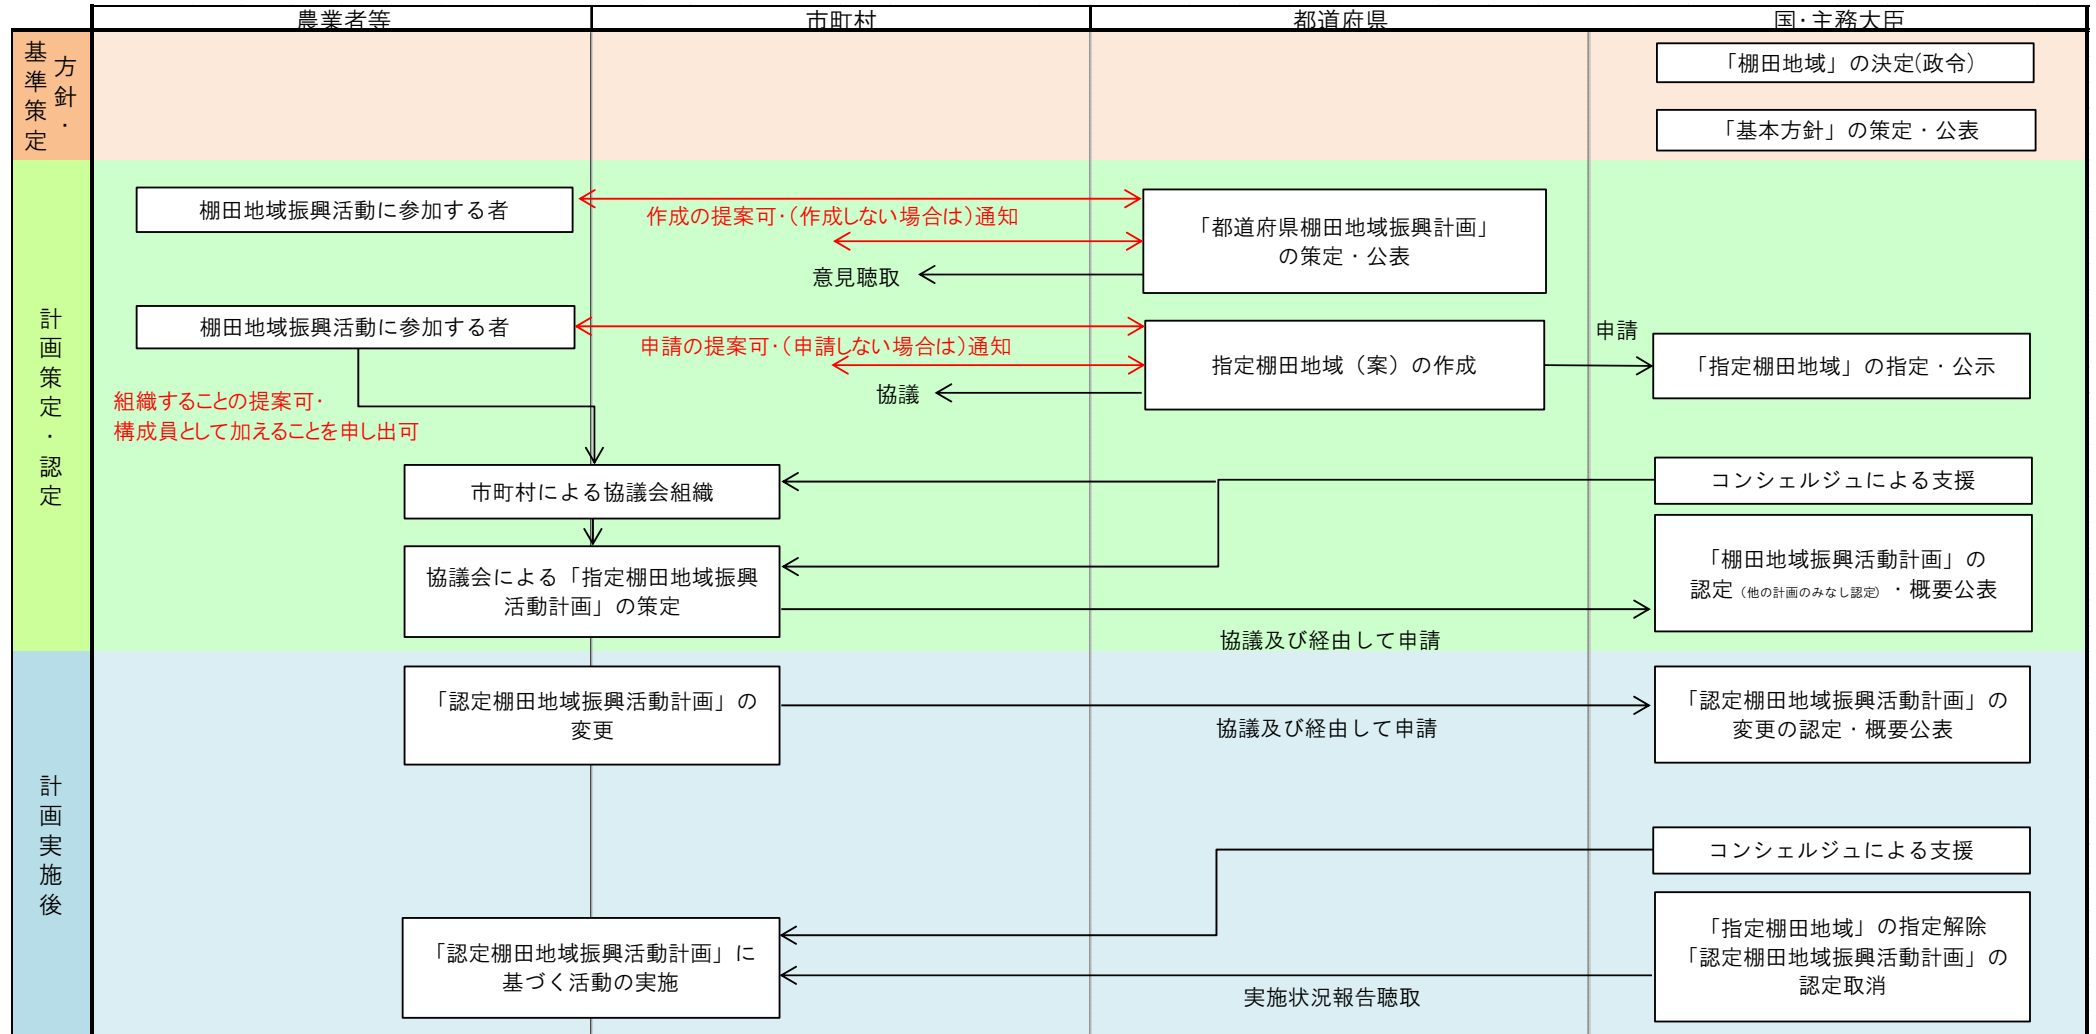 農業者等
市町村
都道府県
国・主務大臣
方針・
基準策定
「棚田地域」の決定(政令)
「基本方針」の策定・公表
計画策定・認定
棚田地域振興活動に参加する者
作成の提案可・(作成しない場合は)通知
意見聴取
「都道府県棚田地域振興計画」
の策定・公表
棚田地域振興活動に参加する者
申請の提案可・(申請しない場合は)通知
協議
指定棚田地域（案）の作成
申請
「指定棚田地域」の指定・公示
組織することの提案可・
構成員として加えることを申し出可
市町村による協議会組織
コンシェルジュによる支援
協議会による「指定棚田地域振興
活動計画」の策定
「棚田地域振興活動計画」の
認定（他の計画のみなし認定）・概要公表
協議及び経由して申請
計画実施後
「認定棚田地域振興活動計画」の
変更
協議及び経由して申請
「認定棚田地域振興活動計画」の
変更の認定・概要公表
コンシェルジュによる支援
「認定棚田地域振興活動計画」に
基づく活動の実施
実施状況報告聴取
「指定棚田地域」の指定解除
「認定棚田地域振興活動計画」の
認定取消